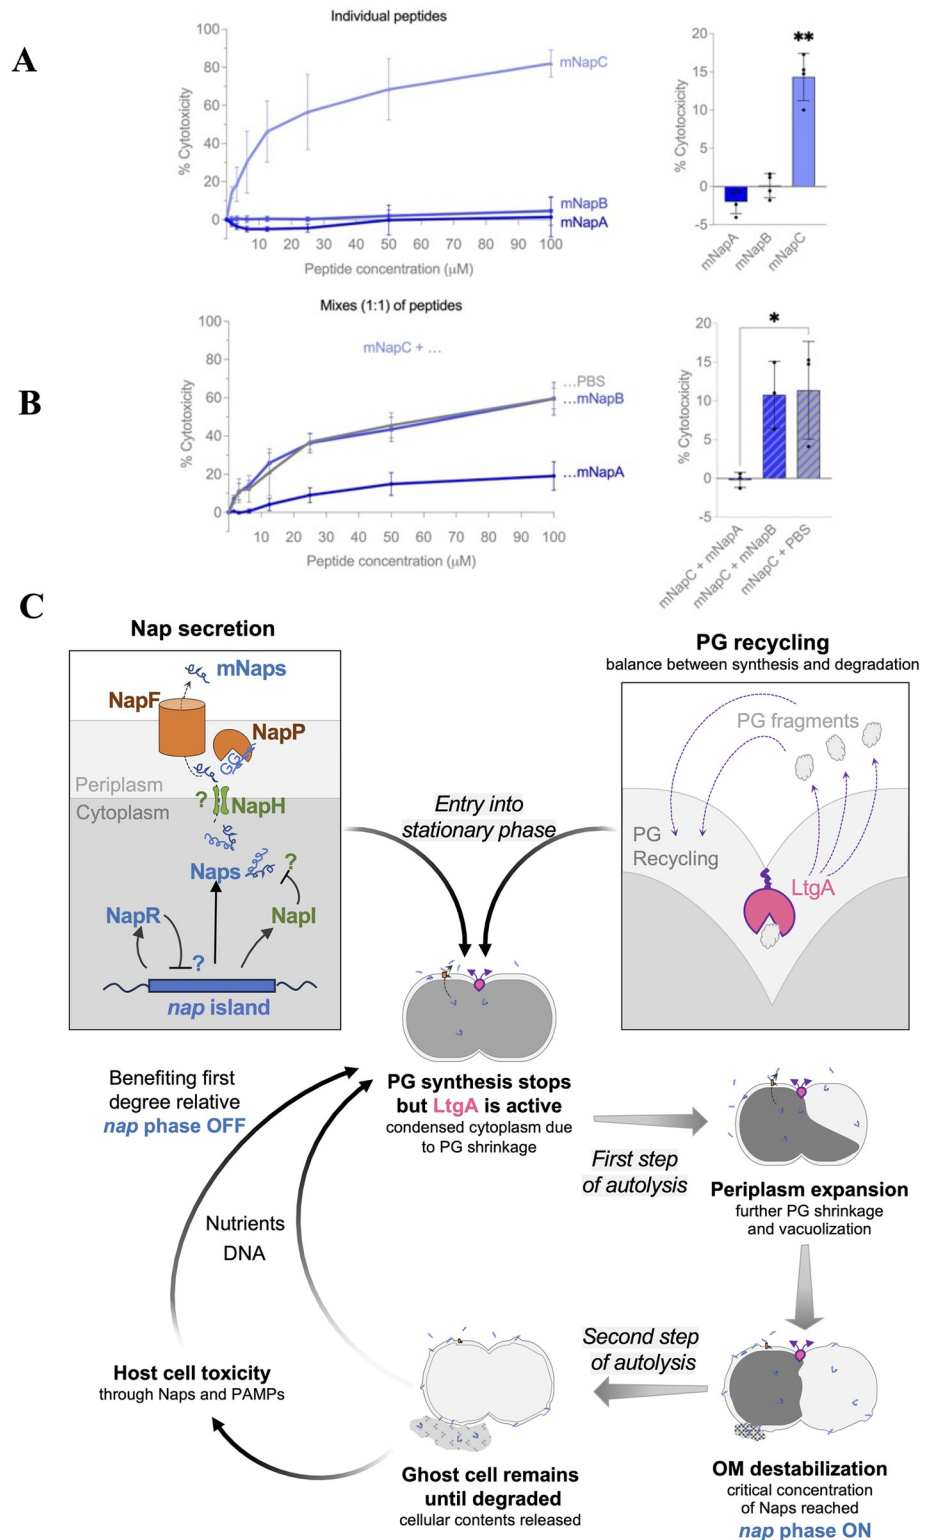 A
Individual peptides
% Cytotoxicity
100
80
60
40
20
0
10 20 30 40 50 60 70 80 90 100
Peptide concentration (µM)
mNapC
mNapB
mNapA
% Cytotocxicity
20
15
10
5
0
-5
**
mNapA
mNapB
mNapC
B
Mixes (1:1) of peptides
mNapC + ...
% Cytotoxicity
100
80
60
40
20
0
10 20 30 40 50 60 70 80 90 100
Peptide concentration (µM)
...PBS
...mNapB
...mNapA
% Cytotocxicity
20
15
10
5
0
-5
*
mNapC + mNapA
mNapC + mNapB
mNapC + PBS
C
Nap secretion
mNaps
NapF
NapP
GG
Periplasm
? NapH
Cytoplasm
Naps
?
NapR
NapI
?
nap island
Entry into
stationary phase
PG recycling
balance between synthesis and degradation
PG fragments
PG
Recycling
LtgA
PG synthesis stops
but LtgA is active
condensed cytoplasm due
to PG shrinkage
First step
of autolysis
Periplasm expansion
further PG shrinkage
and vacuolization
OM destabilization
critical concentration
of Naps reached
nap phase ON
Second step
of autolysis
Ghost cell remains
until degraded
cellular contents released
Host cell toxicity
through Naps and PAMPs
Nutrients
DNA
Benefiting first
degree relative
nap phase OFF